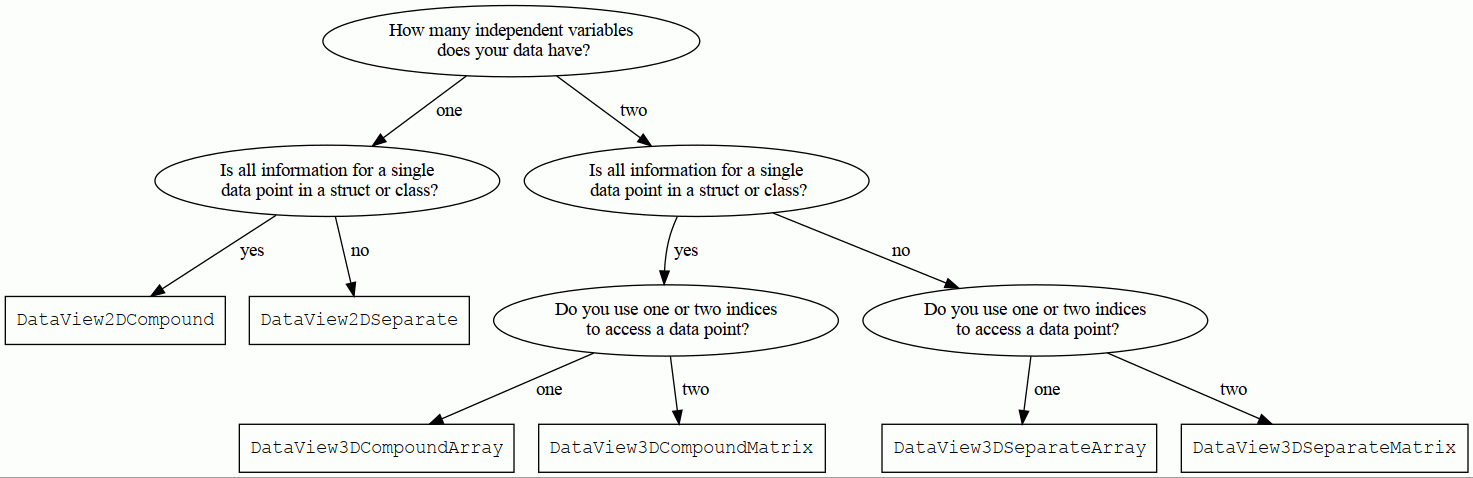 How many independent variables
does your data have?
one
two
Is all information for a single
data point in a struct or class?
Is all information for a single
data point in a struct or class?
yes
no
yes
no
DataView2DCompound
DataView2DSeparate
Do you use one or two indices
to access a data point?
Do you use one or two indices
to access a data point?
one
two
one
two
DataView3DCompoundArray
DataView3DCompoundMatrix
DataView3DSeparateArray
DataView3DSeparateMatrix